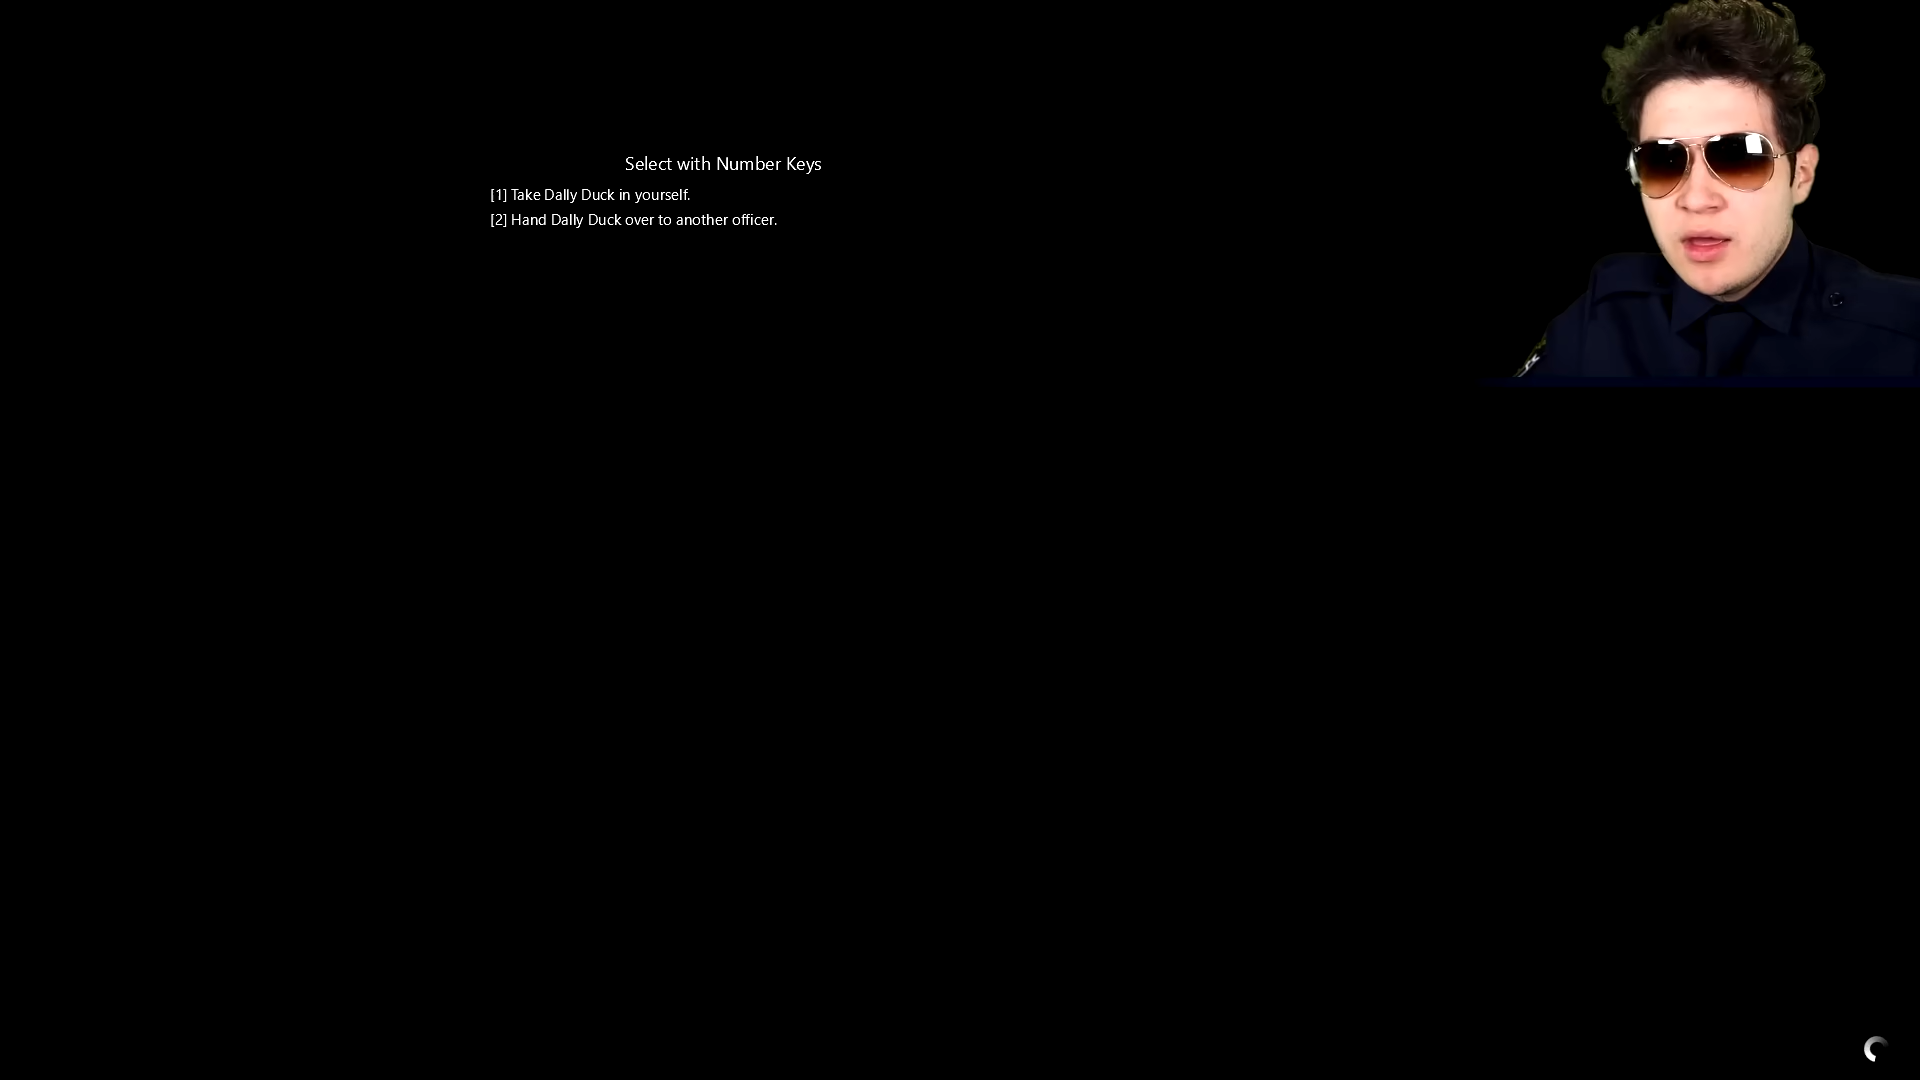 Select with Number Keys
[1] Take Dally Duck in yourself.
[2] Hand Dally Duck over to another officer.